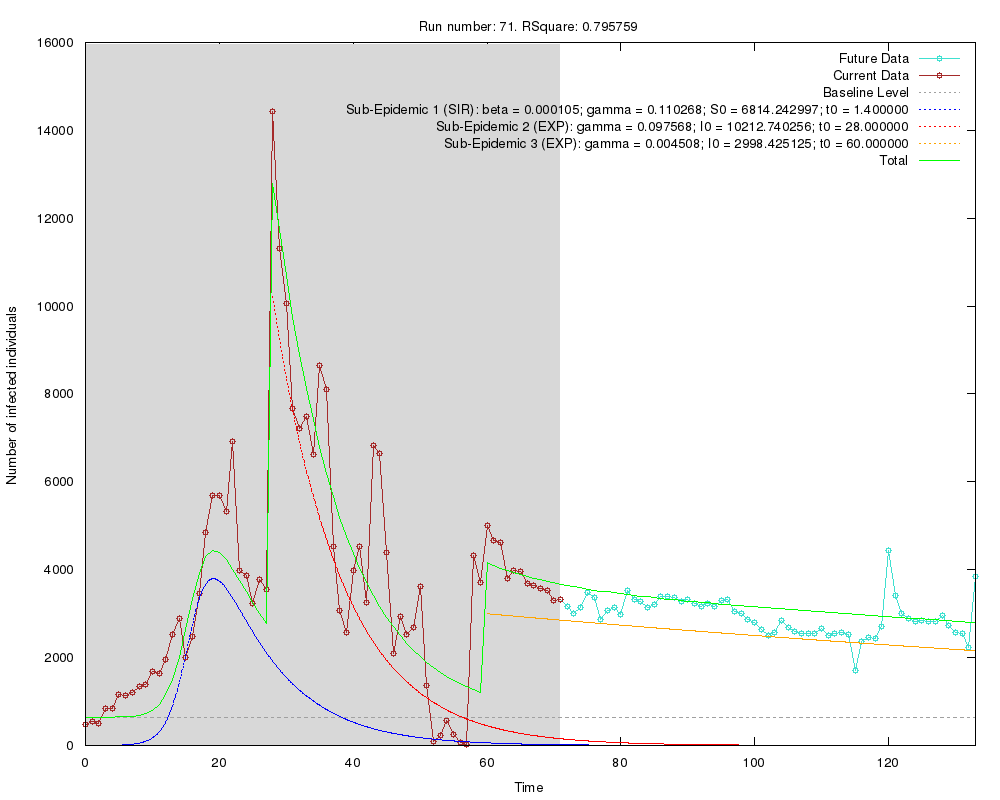 Run number: 71. RSquare: 0.795759
16000
14000
12000
10000
8000
6000
4000
2000
0
Number of infected individuals
Future Data
Current Data
Baseline Level
Sub-Epidemic 1 (SIR): beta = 0.000105; gamma = 0.110268; S0 = 6814.242997; t0 = 1.400000
Sub-Epidemic 2 (EXP): gamma = 0.097568; I0 = 10212.740256; t0 = 28.000000
Sub-Epidemic 3 (EXP): gamma = 0.004508; I0 = 2998.425125; t0 = 60.000000
Total
0 20 40 60 80 100 120
Time